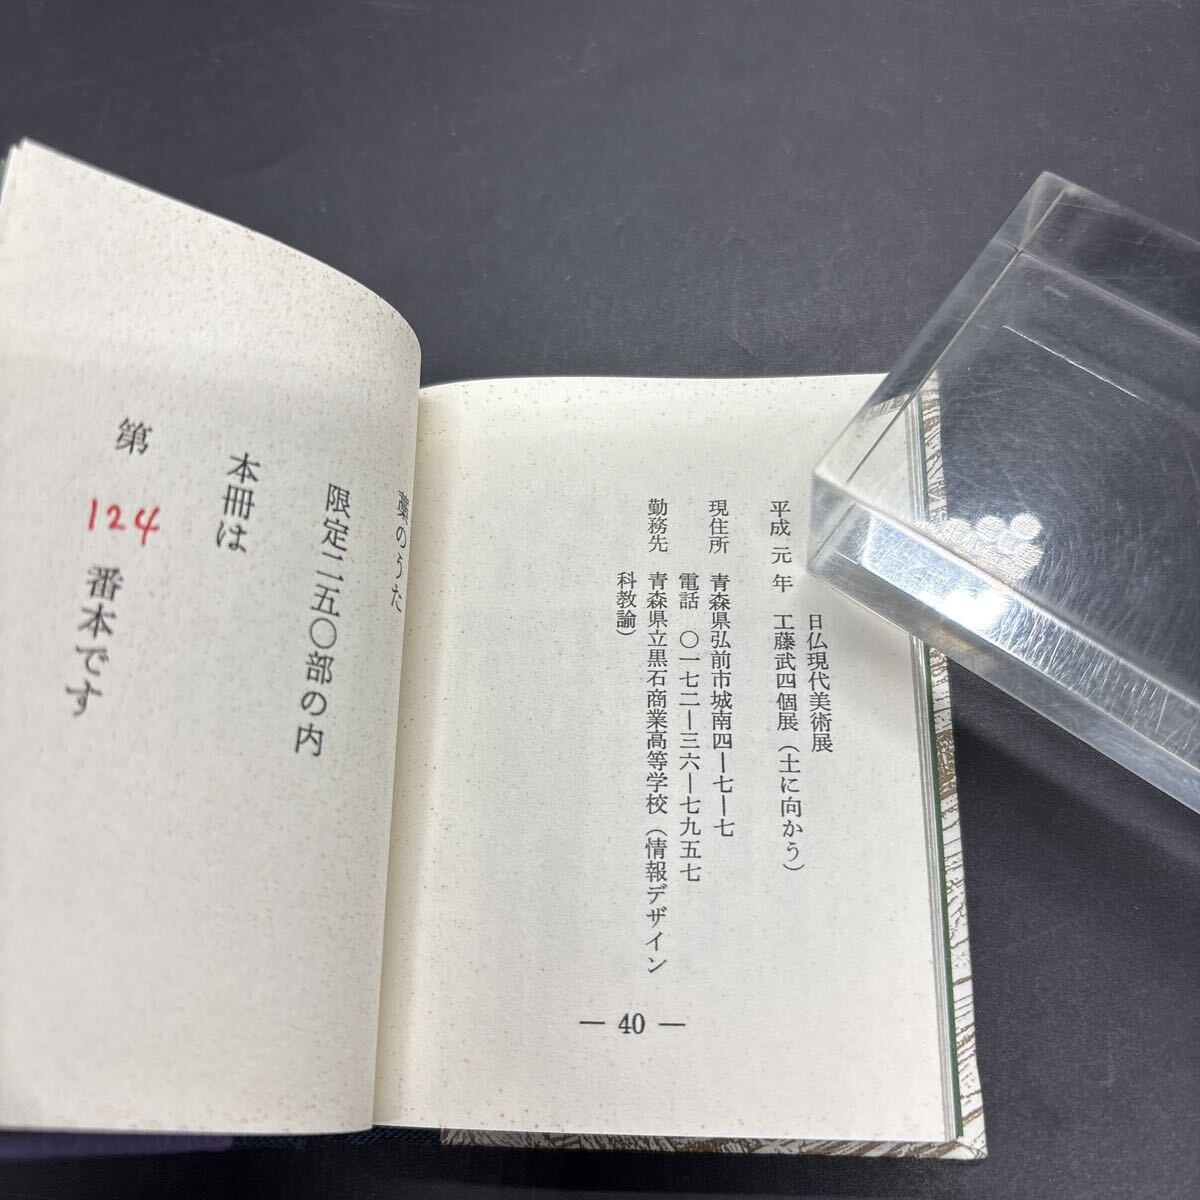 日仏現代美術展
平成元年 工藤武四個展（土に向かう）
現住所 青森県弘前市城南四ー七ー七
電話 〇一七二ー三六ー七九五七
勤務先 青森県立黒石商業高等学校（情報デザイン
科教諭）
— 40 —
藁のうた
限定二五〇部の内
本冊は
第 124 番本です